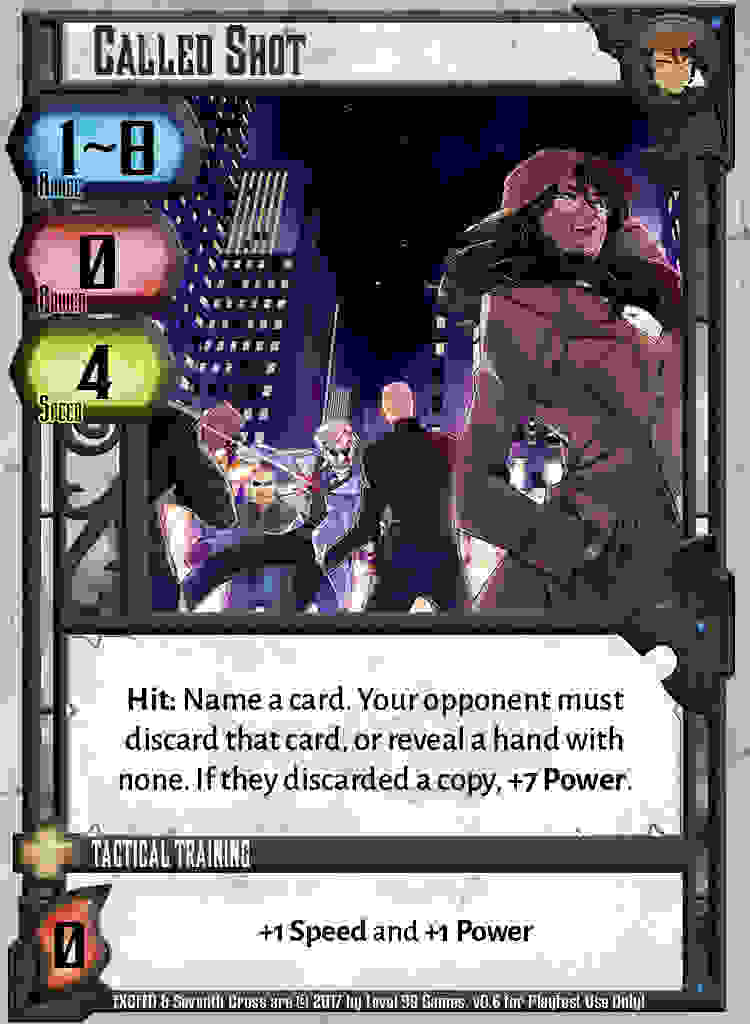 Called Shot
1~8
Range
0
Power
4
Speed
Hit: Name a card. Your opponent must
discard that card, or reveal a hand with
none. If they discarded a copy, +7 Power.
Tactical Training
0
+1 Speed and +1 Power
EXCEED & Seventh Cross are © 2017 by Level 99 Games. v0.6 for Playtest Use Only!